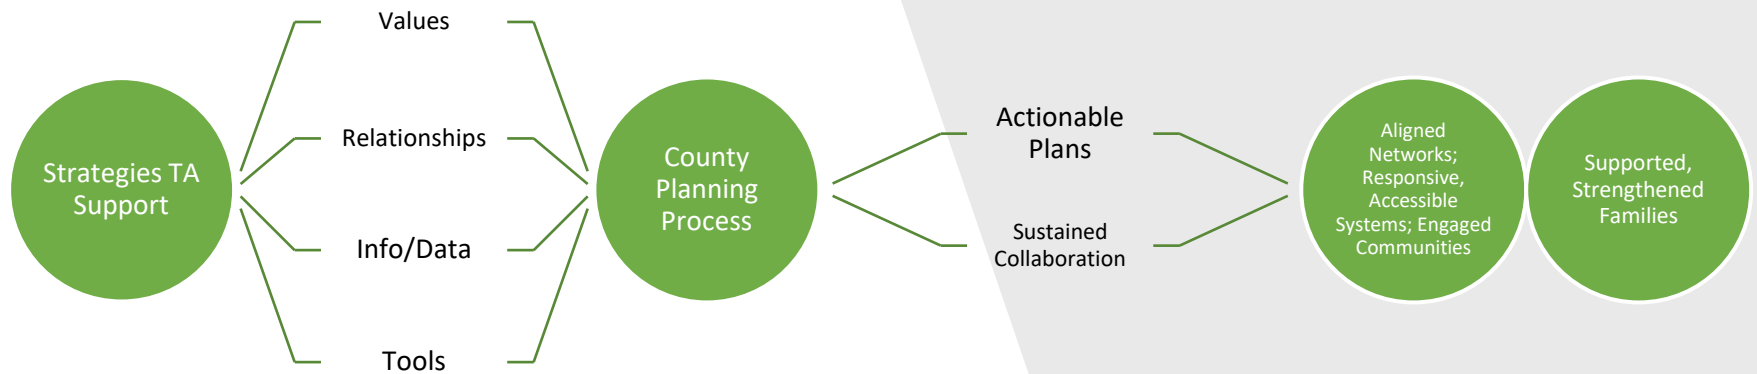 Strategies TA
Support
Values
Relationships
Info/Data
Tools
County
Planning
Process
Actionable
Plans
Sustained
Collaboration
Aligned
Networks;
Responsive,
Accessible
Systems; Engaged
Communities
Supported,
Strengthened
Families